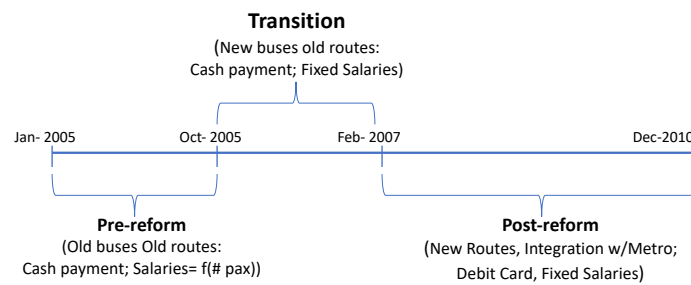 Transition
(New buses old routes:
Cash payment; Fixed Salaries)
Jan- 2005 Oct- 2005 Feb- 2007 Dec-2010
Pre-reform
(Old buses Old routes:
Cash payment; Salaries= f(# pax))
Post-reform
(New Routes, Integration w/Metro;
Debit Card, Fixed Salaries)